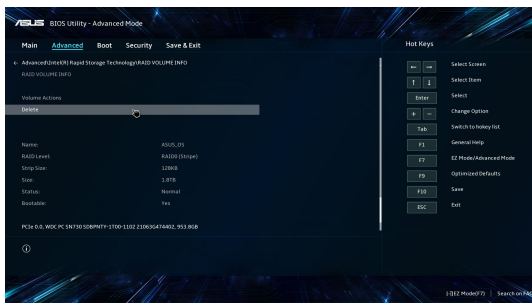 ASUS BIOS Utility - Advanced Mode
Main Advanced Boot Security Save & Exit
Hot Keys
← Advanced\Intel(R) Rapid Storage Technology\RAID VOLUME INFO
RAID VOLUME INFO
Volume Actions
Delete
Name: ASUS_OS
RAID Level: RAID0 (Stripe)
Strip Size: 128KB
Size: 1.8TB
Status: Normal
Bootable: Yes
PCIe 0.0, WDC PC SN730 SDBPNTY-1T00-1102 21063G474402, 953.8GB
← → Select Screen
↑ ↓ Select Item
Enter Select
+ − Change Option
Tab Switch to hokey list
F1 General Help
F7 EZ Mode/Advanced Mode
F9 Optimized Defaults
F10 Save
ESC Exit
EZ Mode(F7) | Search on